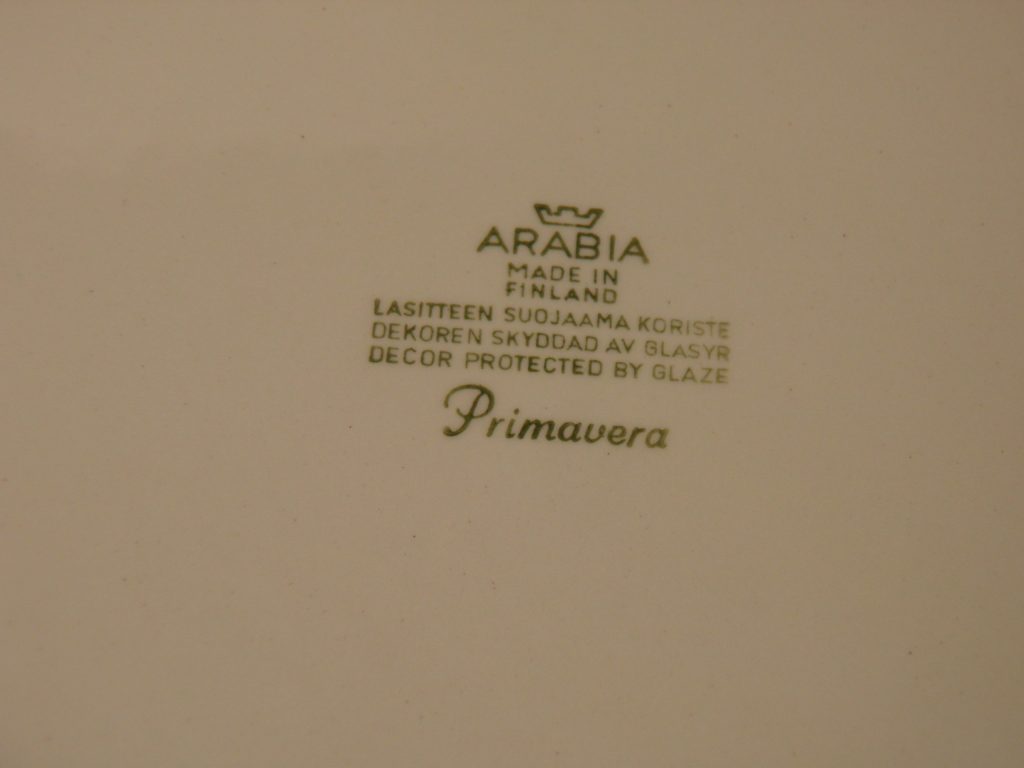 ARABIA
MADE IN
FINLAND
LASITTEEN SUOJAAMA KORISTE
DEKOREN SKYDDAD AV GLASYR
DECOR PROTECTED BY GLAZE
Primavera